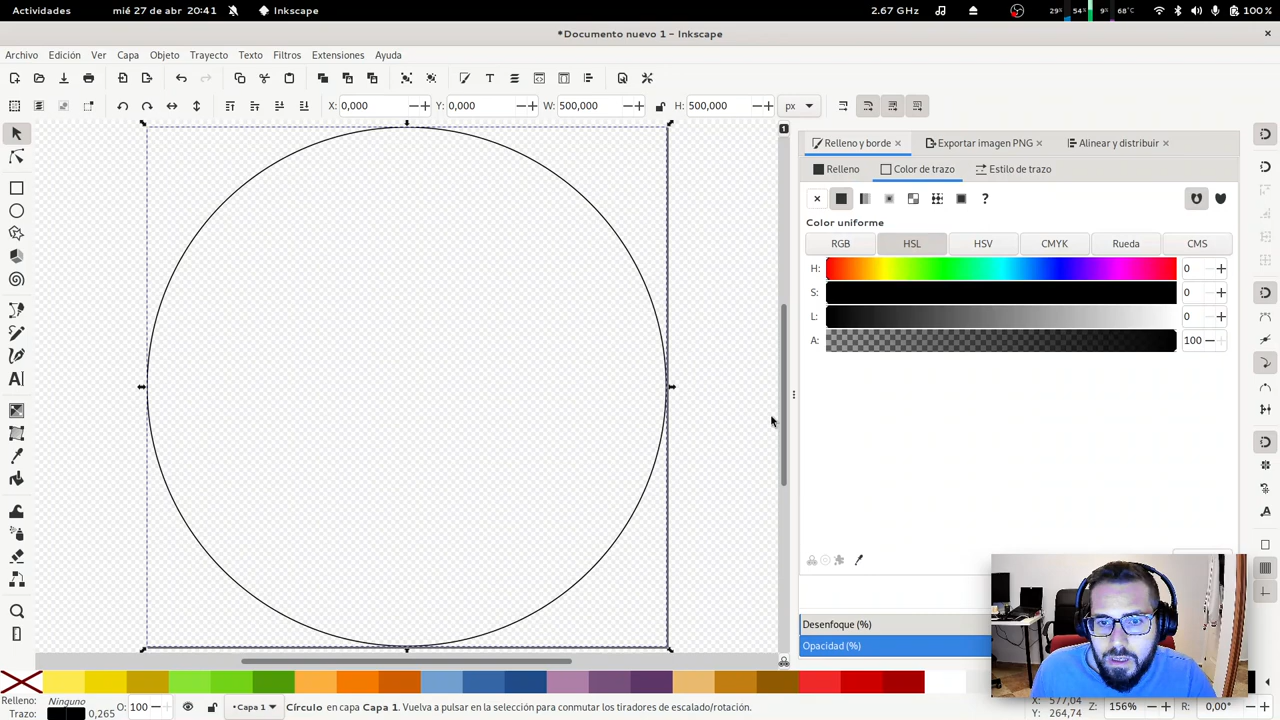 Actividades mié 27 de abr 20:41 Inkscape 2.67 GHz 29% 54% 9% 68°C 100 %
*Documento nuevo 1 - Inkscape
Archivo Edición Ver Capa Objeto Trayecto Texto Filtros Extensiones Ayuda
X: 0,000 Y: 0,000 W: 500,000 H: 500,000 px
1
Relleno y borde Exportar imagen PNG Alinear y distribuir
Relleno Color de trazo Estilo de trazo
?
Color uniforme
RGB HSL HSV CMYK Rueda CMS
H: 0
S: 0
L: 0
A: 100
Desenfoque (%)
Opacidad (%)
Relleno: Ninguno O: 100 •Capa 1 Círculo en capa Capa 1. Vuelva a pulsar en la selección para conmutar los tiradores de escalado/rotación. X: 577,04 Z: 156% R: 0,00°
Trazo: 0,265 Y: 264,74